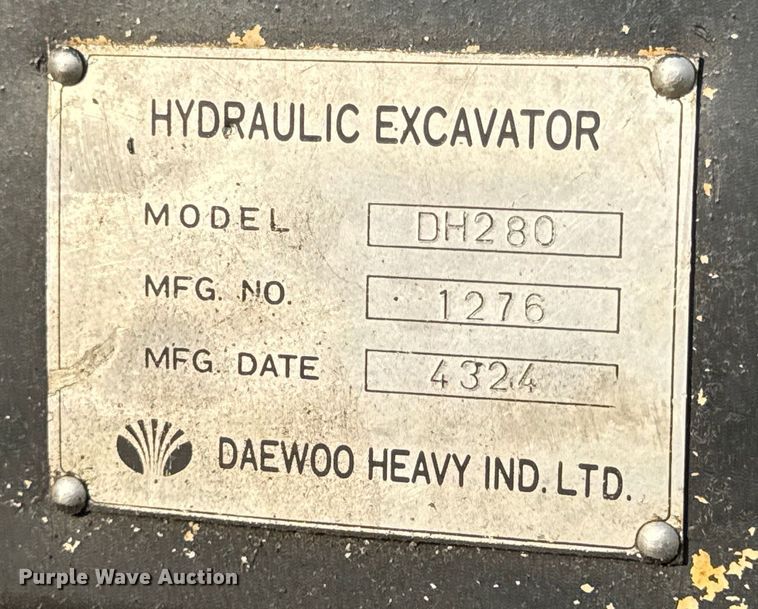 HYDRAULIC EXCAVATOR
MODEL DH280
MFG. NO. 1276
MFG. DATE 4324
DAEWOO HEAVY IND. LTD.
Purple Wave Auction